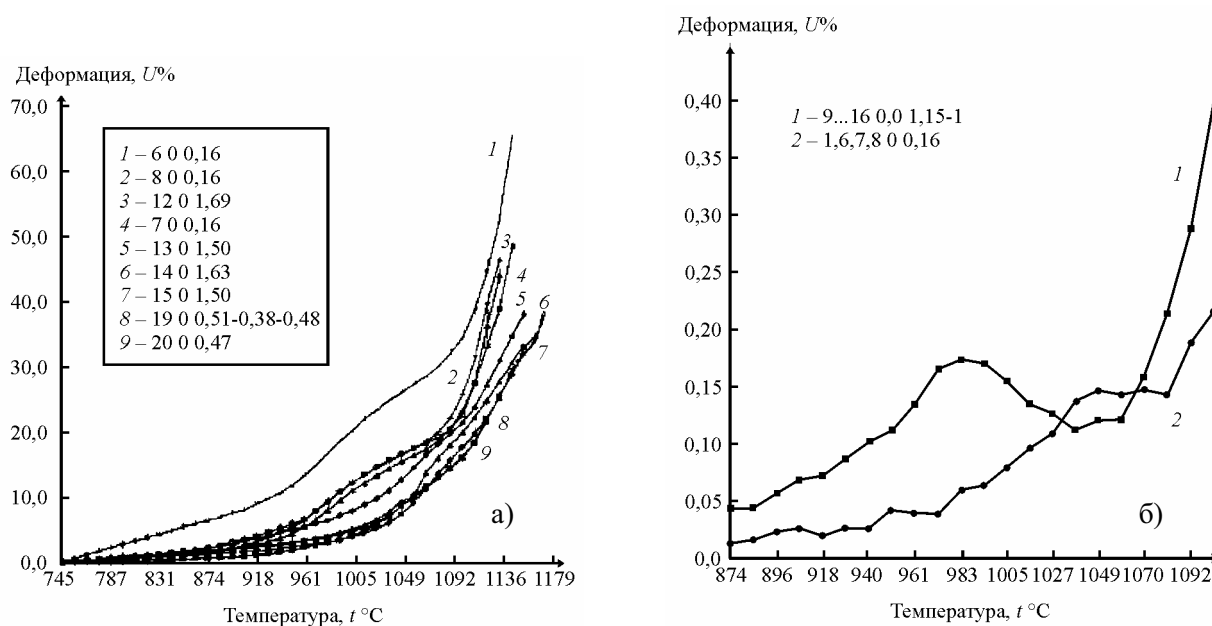 Деформация, U%
70,0
60,0
50,0
40,0
30,0
20,0
10,0
0,0
1 – 6 0 0,16
2 – 8 0 0,16
3 – 12 0 1,69
4 – 7 0 0,16
5 – 13 0 1,50
6 – 14 0 1,63
7 – 15 0 1,50
8 – 19 0 0,51-0,38-0,48
9 – 20 0 0,47
1
3
4
5
6
7
2
8
9
а)
745 787 831 874 918 961 1005 1049 1092 1136 1179
Температура, t °C
Деформация, U%
0,40
0,35
0,30
0,25
0,20
0,15
0,10
0,05
0,0
1 – 9...16 0,0 1,15-1
2 – 1,6,7,8 0 0,16
1
2
б)
874 896 918 940 961 983 1005 1027 1049 1070 1092
Температура, t °C